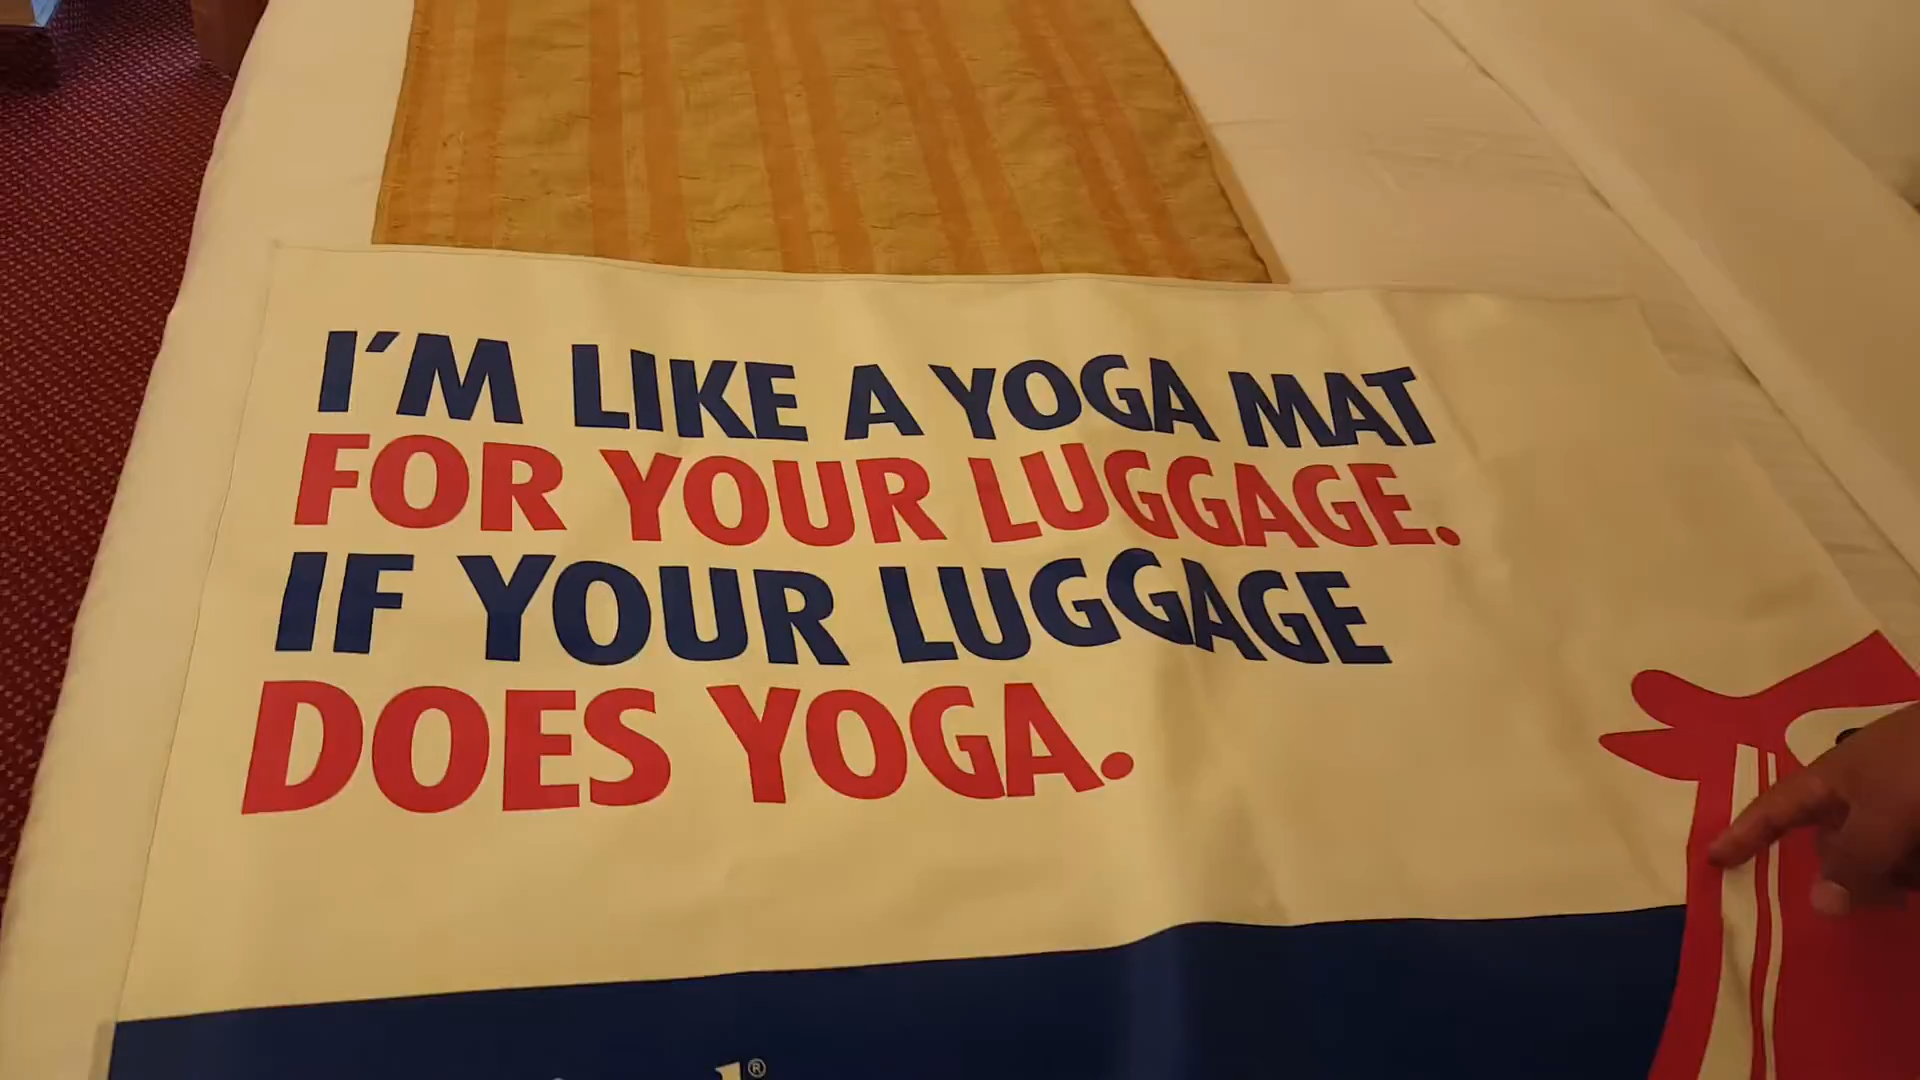 I'M LIKE A YOGA MAT
FOR YOUR LUGGAGE.
IF YOUR LUGGAGE
DOES YOGA.